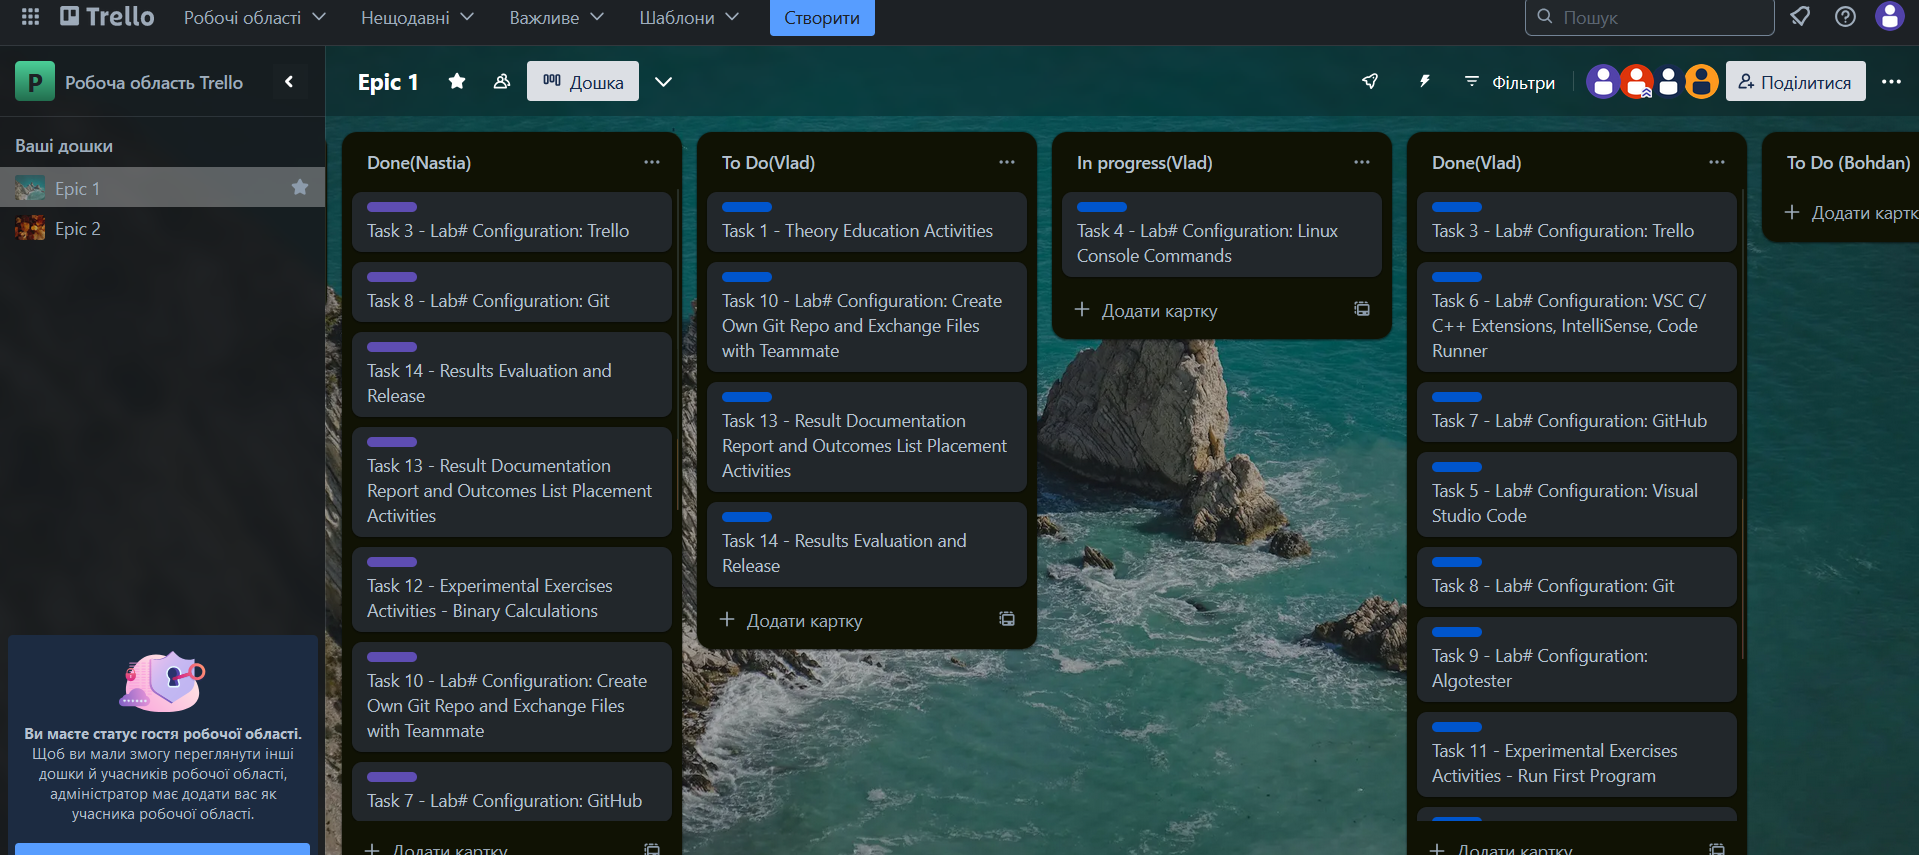 Trello
Робочі області
Нещодавні
Важливе
Шаблони
Створити
Пошук
P
Робоча область Trello
Epic 1
Дошка
Фільтри
Поділитися
Ваші дошки
Epic 1
Epic 2
Ви маєте статус гостя робочої області.
Щоб ви мали змогу переглянути інші
дошки й учасників робочої області,
адміністратор має додати вас як
учасника робочої області.
Done(Nastia)
Task 3 - Lab# Configuration: Trello
Task 8 - Lab# Configuration: Git
Task 14 - Results Evaluation and
Release
Task 13 - Result Documentation
Report and Outcomes List Placement
Activities
Task 12 - Experimental Exercises
Activities - Binary Calculations
Task 10 - Lab# Configuration: Create
Own Git Repo and Exchange Files
with Teammate
Task 7 - Lab# Configuration: GitHub
Додати картку
To Do(Vlad)
Task 1 - Theory Education Activities
Task 10 - Lab# Configuration: Create
Own Git Repo and Exchange Files
with Teammate
Task 13 - Result Documentation
Report and Outcomes List Placement
Activities
Task 14 - Results Evaluation and
Release
Додати картку
In progress(Vlad)
Task 4 - Lab# Configuration: Linux
Console Commands
Додати картку
Done(Vlad)
Task 3 - Lab# Configuration: Trello
Task 6 - Lab# Configuration: VSC C/
C++ Extensions, IntelliSense, Code
Runner
Task 7 - Lab# Configuration: GitHub
Task 5 - Lab# Configuration: Visual
Studio Code
Task 8 - Lab# Configuration: Git
Task 9 - Lab# Configuration:
Algotester
Task 11 - Experimental Exercises
Activities - Run First Program
Додати картку
To Do (Bohdan)
Додати картк